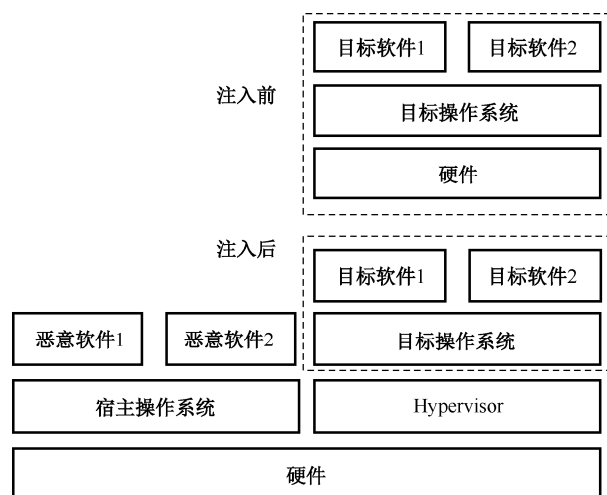 目标软件1 目标软件2
注入前
目标操作系统
硬件
注入后
目标软件1 目标软件2
恶意软件1 恶意软件2 目标操作系统
宿主操作系统 Hypervisor
硬件